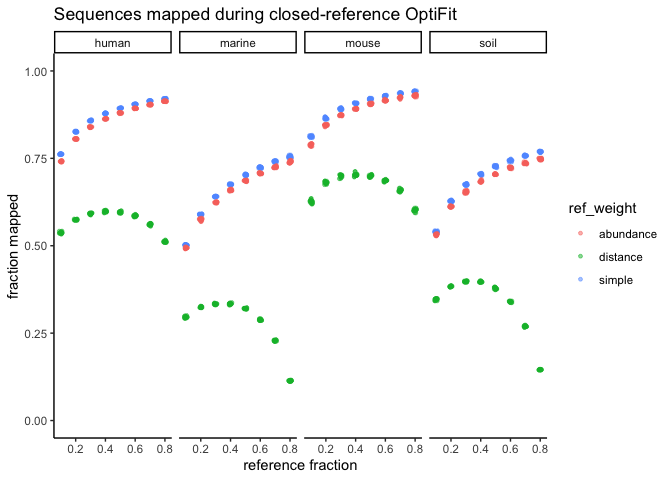 Sequences mapped during closed-reference OptiFit
human marine mouse soil
1.00
0.75
0.50
0.25
0.00
fraction mapped
0.2 0.4 0.6 0.8 0.2 0.4 0.6 0.8 0.2 0.4 0.6 0.8 0.2 0.4 0.6 0.8
reference fraction
ref_weight
abundance
distance
simple